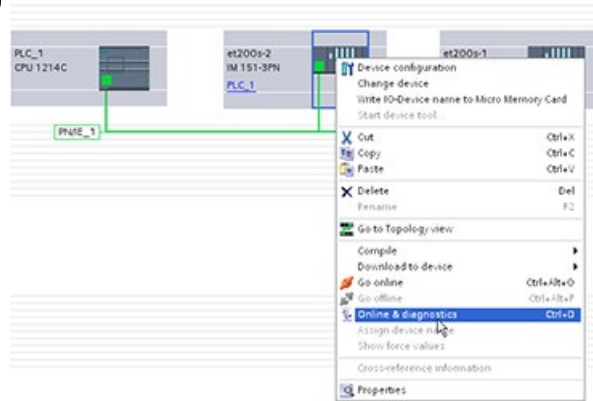 PLC_1
CPU 1214C
et200s-2
IM 151-3PN
PLC_1
et200s-1
PN/IE_1
Device configuration
Change device
Write IO-Device name to Micro Memory Card
Start device tool...
Cut Ctrl+X
Copy Ctrl+C
Paste Ctrl+V
Delete Del
Rename F2
Go to Topology view
Compile
Download to device
Go online Ctrl+Alt+O
Go offline Ctrl+Alt+F
Online & diagnostics Ctrl+D
Assign device name
Show force values
Cross-reference information
Properties